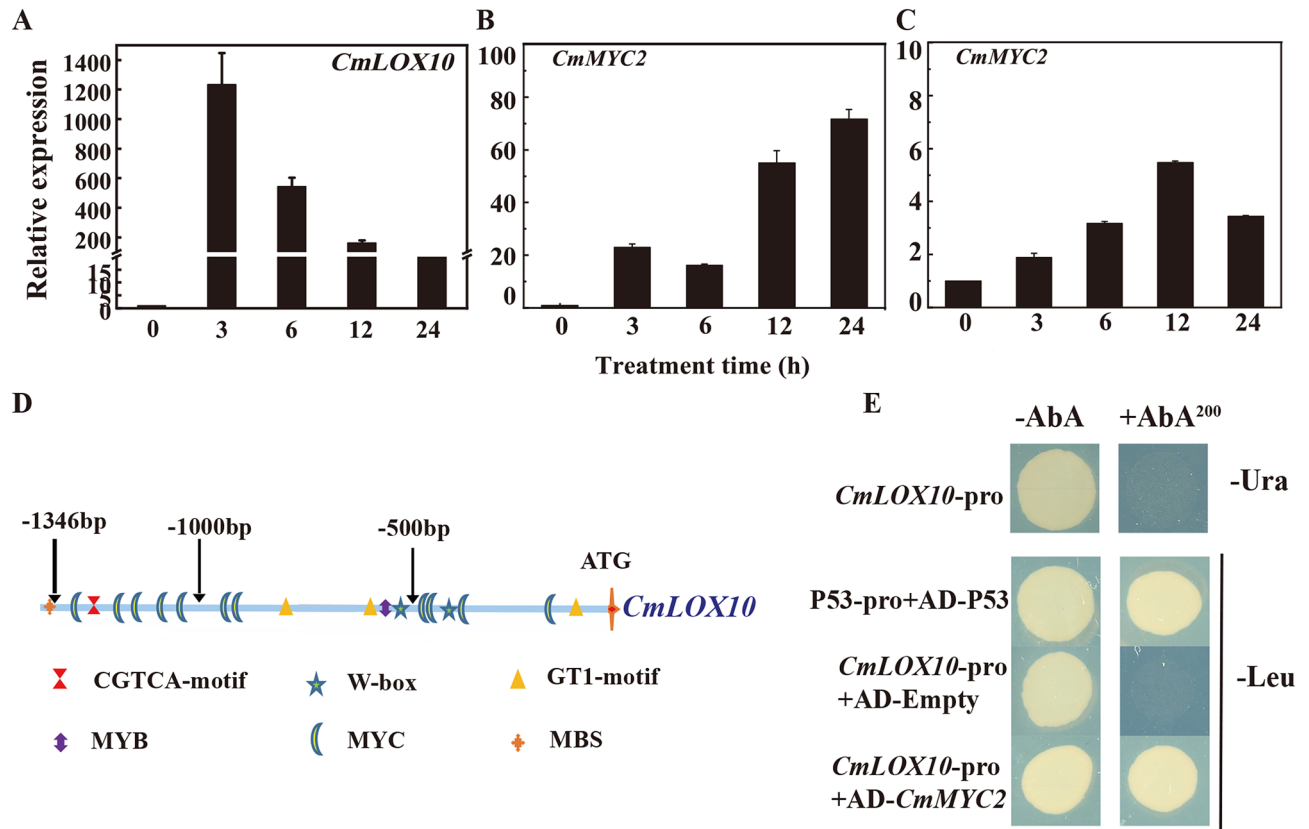 A
Relative expression
CmLOX10
1400
1200
1000
800
600
400
200
15
10
5
0
0 3 6 12 24
B
CmMYC2
100
80
60
40
20
0
0 3 6 12 24
C
CmMYC2
10
8
6
4
2
0
0 3 6 12 24
Treatment time (h)
D
-1346bp
-1000bp
-500bp
ATG
CmLOX10
CGTCA-motif
W-box
GT1-motif
MYB
MYC
MBS
E
-AbA +AbA²⁰⁰
CmLOX10-pro
-Ura
P53-pro+AD-P53
CmLOX10-pro
+AD-Empty
-Leu
CmLOX10-pro
+AD-CmMYC2